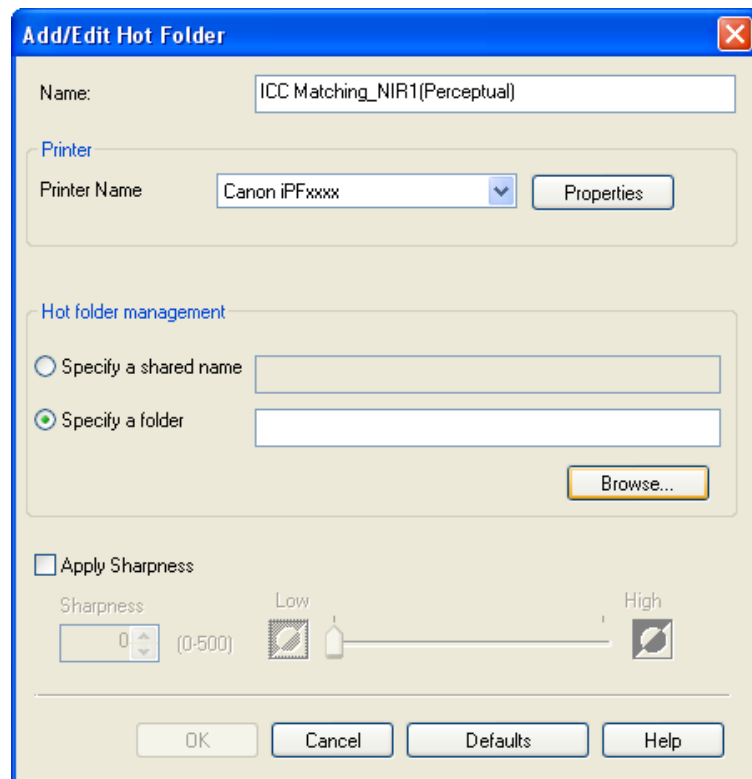 Add/Edit Hot Folder
Name: ICC Matching_NIR1(Perceptual)
Printer
Printer Name Canon iPFxxxx Properties
Hot folder management
Specify a shared name
Specify a folder
Browse...
Apply Sharpness
Sharpness Low High
0 (0-500)
OK Cancel Defaults Help